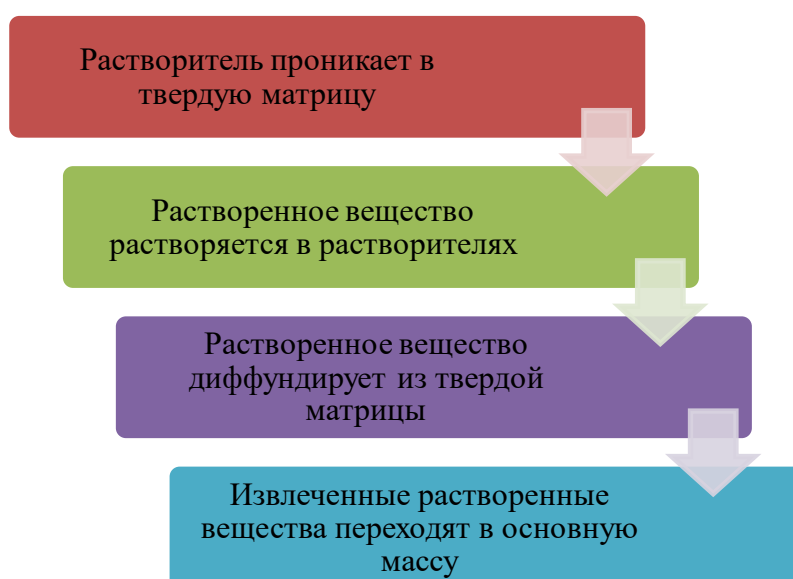 Растворитель проникает в
твердую матрицу
Растворенное вещество
растворяется в растворителях
Растворенное вещество
диффундирует из твердой
матрицы
Извлеченные растворенные
вещества переходят в основную
массу